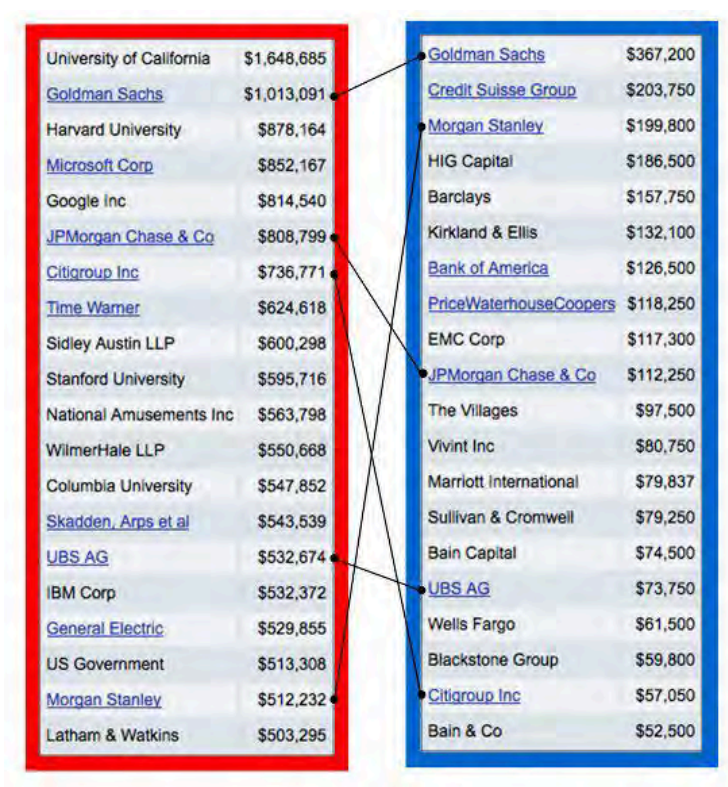 University of California $1,648,685
Goldman Sachs $1,013,091
Harvard University $878,164
Microsoft Corp $852,167
Google Inc $814,540
JPMorgan Chase & Co $808,799
Citigroup Inc $736,771
Time Warner $624,618
Sidley Austin LLP $600,298
Stanford University $595,716
National Amusements Inc $563,798
WilmerHale LLP $550,668
Columbia University $547,852
Skadden, Arps et al $543,539
UBS AG $532,674
IBM Corp $532,372
General Electric $529,855
US Government $513,308
Morgan Stanley $512,232
Latham & Watkins $503,295
Goldman Sachs $367,200
Credit Suisse Group $203,750
Morgan Stanley $199,800
HIG Capital $186,500
Barclays $157,750
Kirkland & Ellis $132,100
Bank of America $126,500
PriceWaterhouseCoopers $118,250
EMC Corp $117,300
JPMorgan Chase & Co $112,250
The Villages $97,500
Vivint Inc $80,750
Marriott International $79,837
Sullivan & Cromwell $79,250
Bain Capital $74,500
UBS AG $73,750
Wells Fargo $61,500
Blackstone Group $59,800
Citigroup Inc $57,050
Bain & Co $52,500